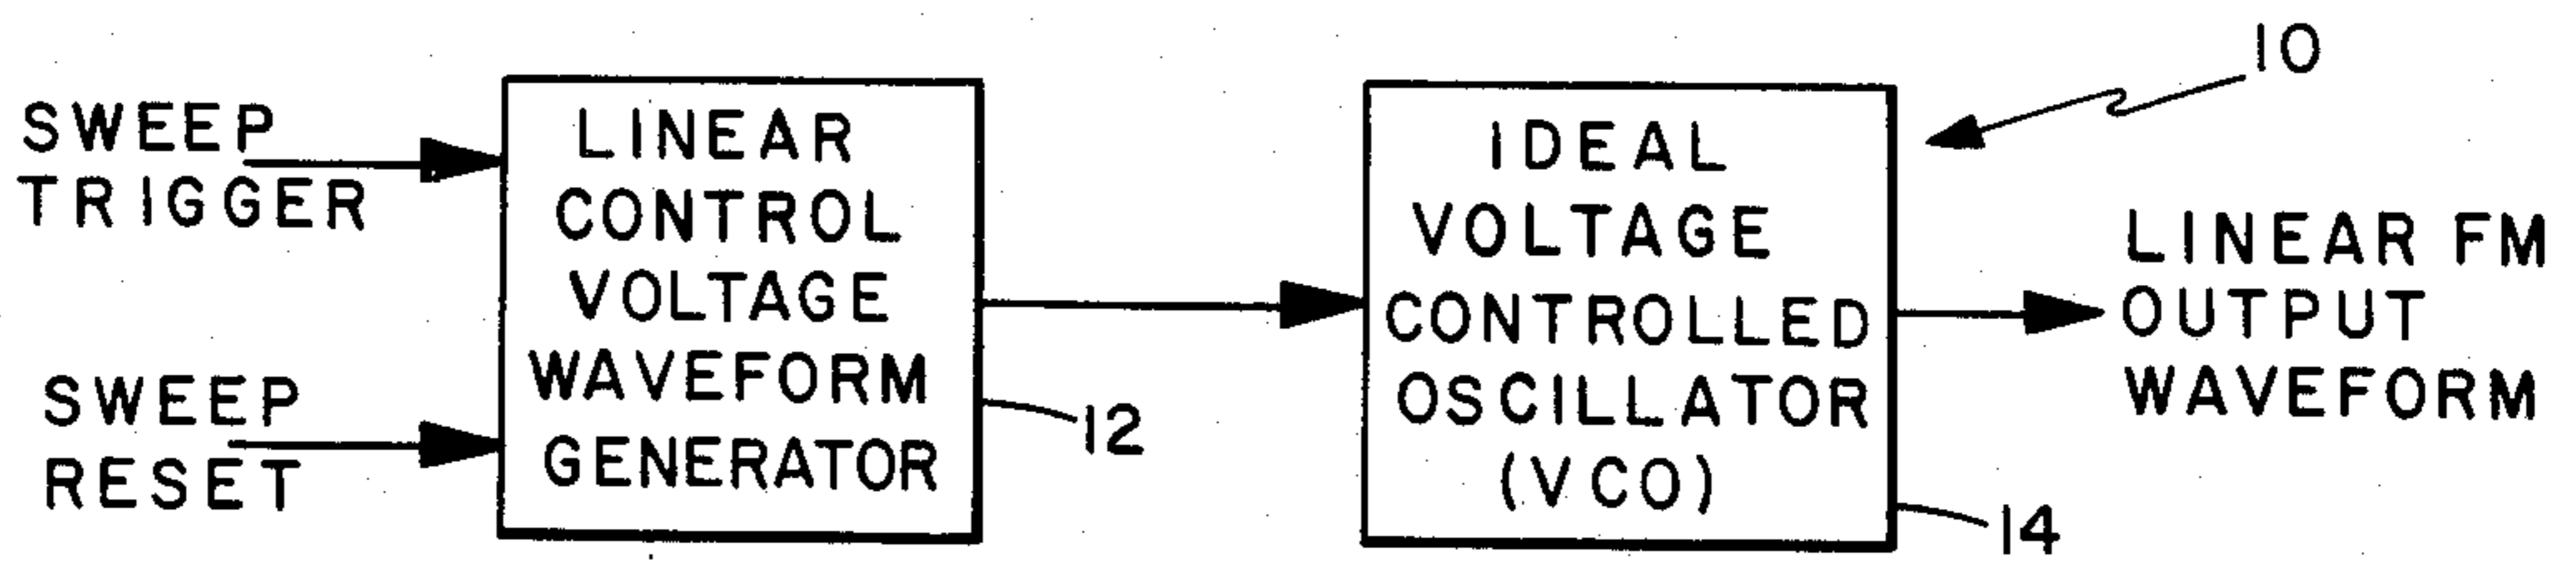 SWEEP
TRIGGER
SWEEP
RESET
LINEAR
CONTROL
VOLTAGE
WAVEFORM
GENERATOR
12
IDEAL
VOLTAGE
CONTROLLED
OSCILLATOR
(VCO)
14
10
LINEAR FM
OUTPUT
WAVEFORM